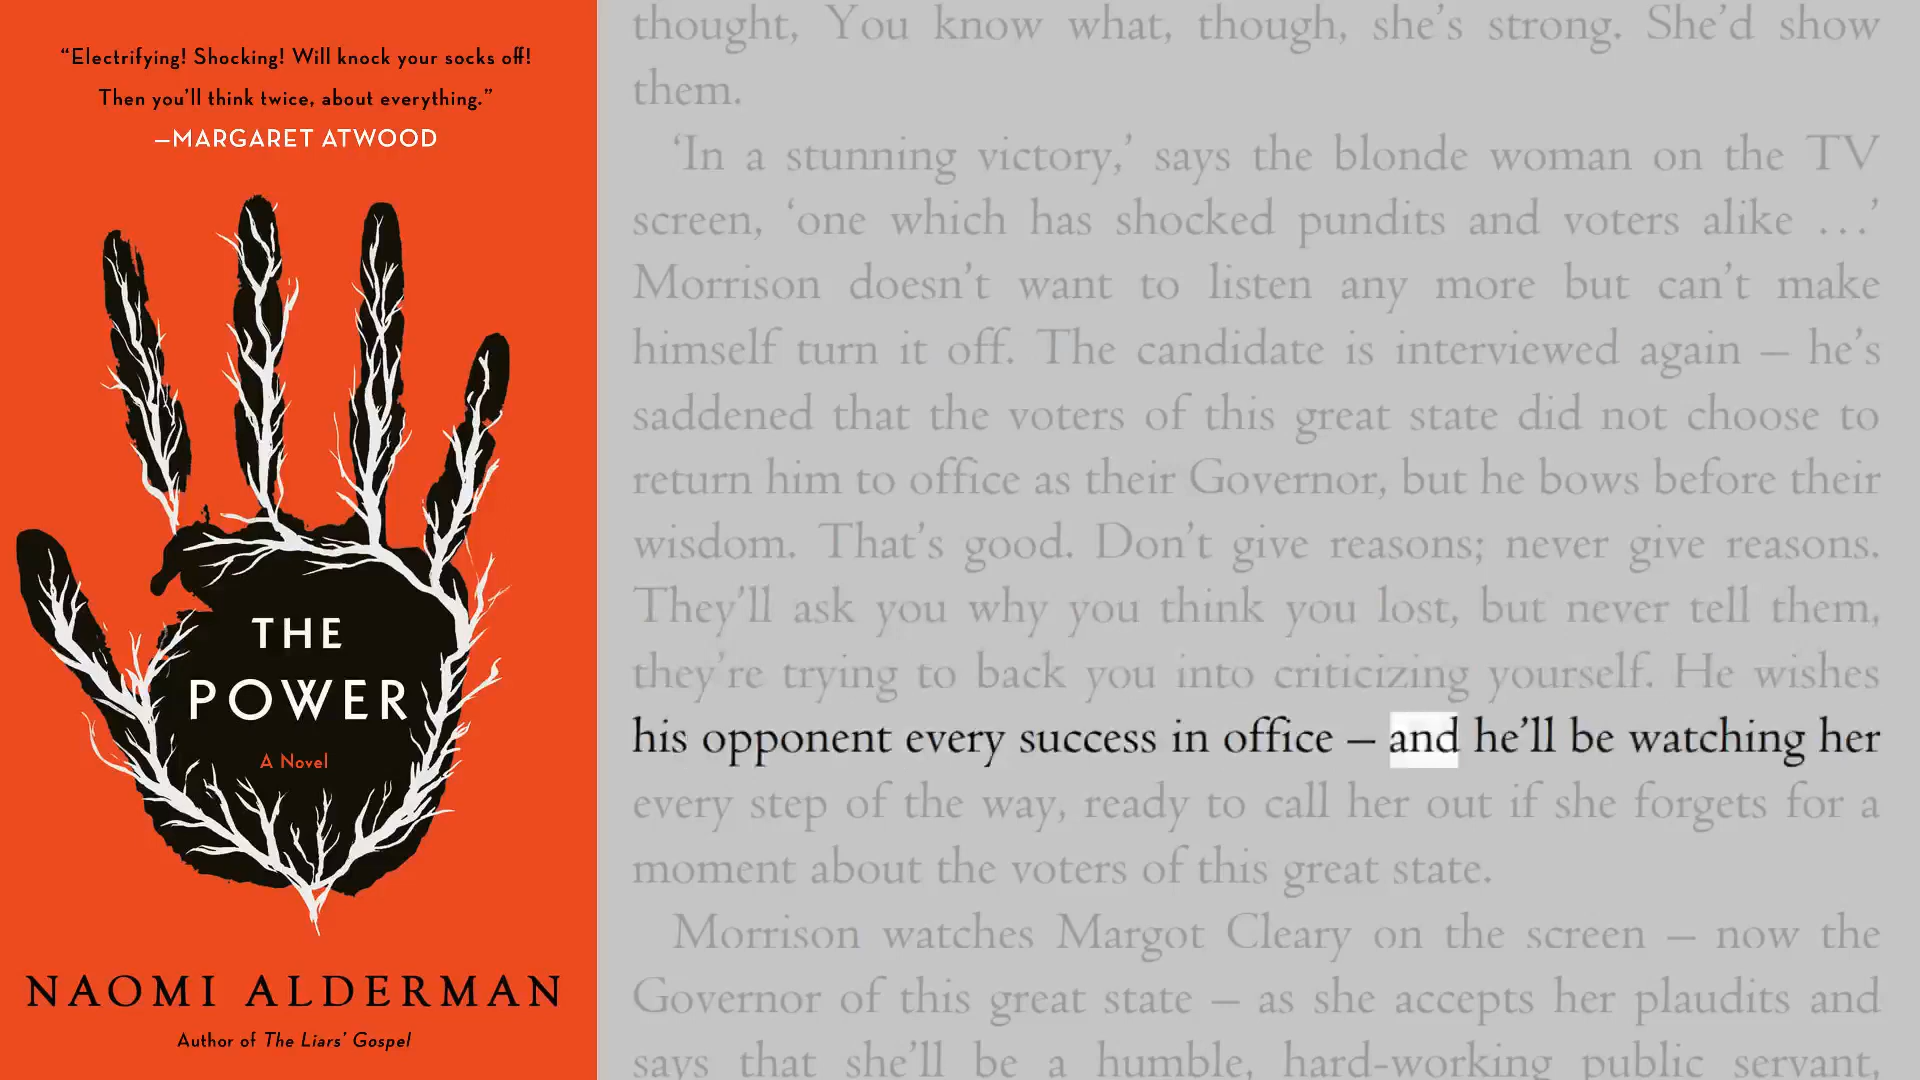 “Electrifying! Shocking! Will knock your socks off!
Then you’ll think twice, about everything.”
—MARGARET ATWOOD
THE
POWER
A Novel
NAOMI ALDERMAN
Author of The Liars’ Gospel
thought, You know what, though, she’s strong. She’d show
them.
‘In a stunning victory,’ says the blonde woman on the TV
screen, ‘one which has shocked pundits and voters alike …’
Morrison doesn’t want to listen any more but can’t make
himself turn it off. The candidate is interviewed again – he’s
saddened that the voters of this great state did not choose to
return him to office as their Governor, but he bows before their
wisdom. That’s good. Don’t give reasons; never give reasons.
They’ll ask you why you think you lost, but never tell them,
they’re trying to back you into criticizing yourself. He wishes
his opponent every success in office – and he’ll be watching her
every step of the way, ready to call her out if she forgets for a
moment about the voters of this great state.
Morrison watches Margot Cleary on the screen – now the
Governor of this great state – as she accepts her plaudits and
says that she’ll be a humble, hard-working public servant,